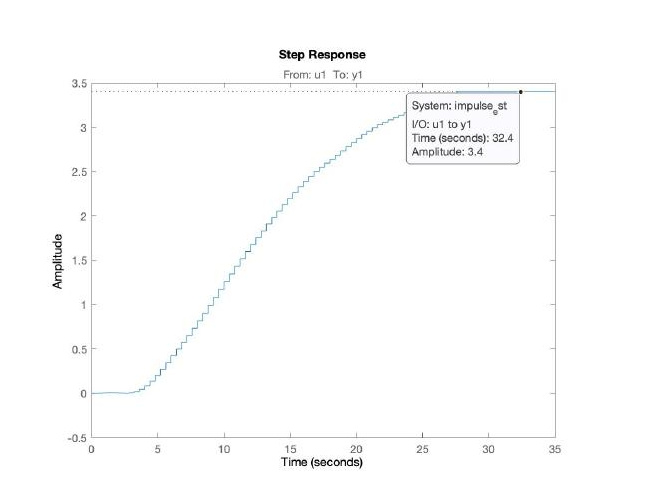 Step Response
From: u1 To: y1
Amplitude
3.5
3
2.5
2
1.5
1
0.5
0
-0.5
System: impulse_est
I/O: u1 to y1
Time (seconds): 32.4
Amplitude: 3.4
0 5 10 15 20 25 30 35
Time (seconds)